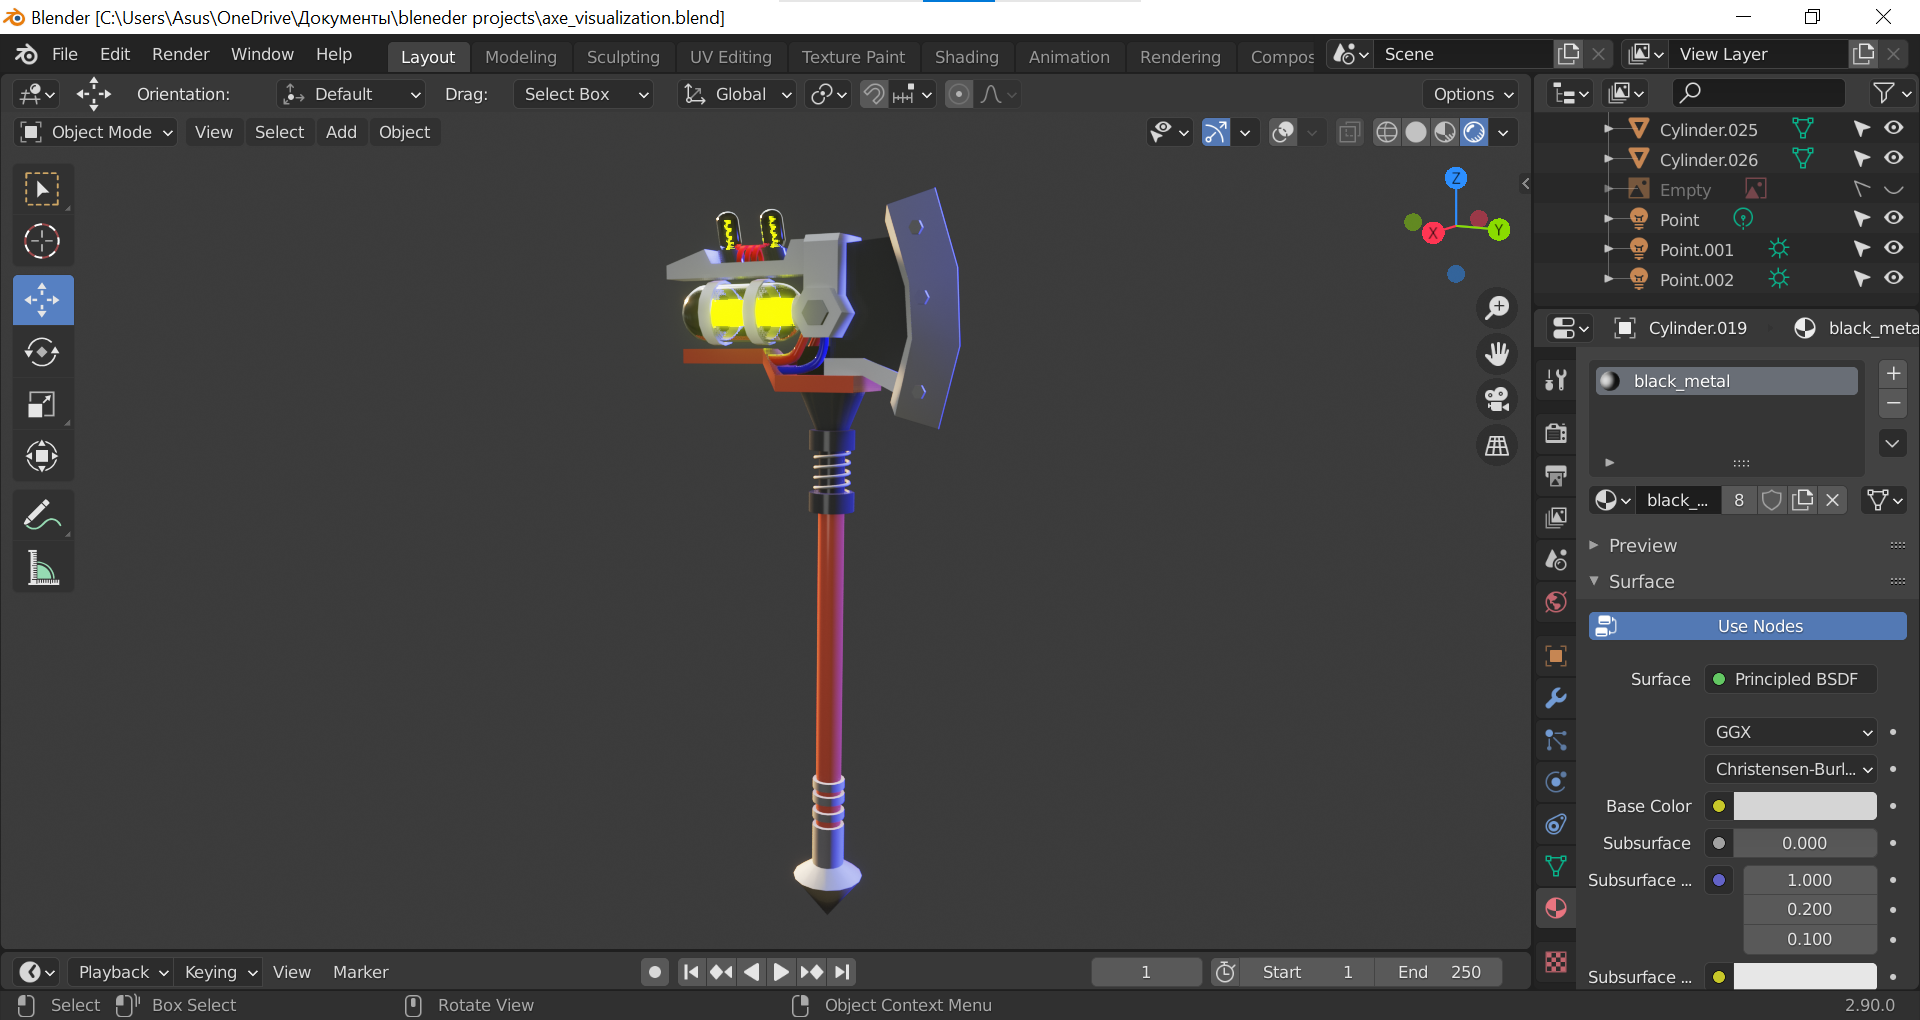 Blender [C:\Users\Asus\OneDrive\Документы\bleneder projects\axe_visualization.blend]
File Edit Render Window Help Layout Modeling Sculpting UV Editing Texture Paint Shading Animation Rendering Compos Scene View Layer
Orientation: Default Drag: Select Box Global Options
Object Mode View Select Add Object
Z
X
Y
Cylinder.025
Cylinder.026
Empty
Point
Point.001
Point.002
Cylinder.019 black_meta
black_metal
black_... 8
Preview
Surface
Use Nodes
Surface Principled BSDF
GGX
Christensen-Burl...
Base Color
Subsurface 0.000
Subsurface ... 1.000
0.200
0.100
Subsurface ...
Playback Keying View Marker 1 Start 1 End 250
Select Box Select Rotate View Object Context Menu 2.90.0